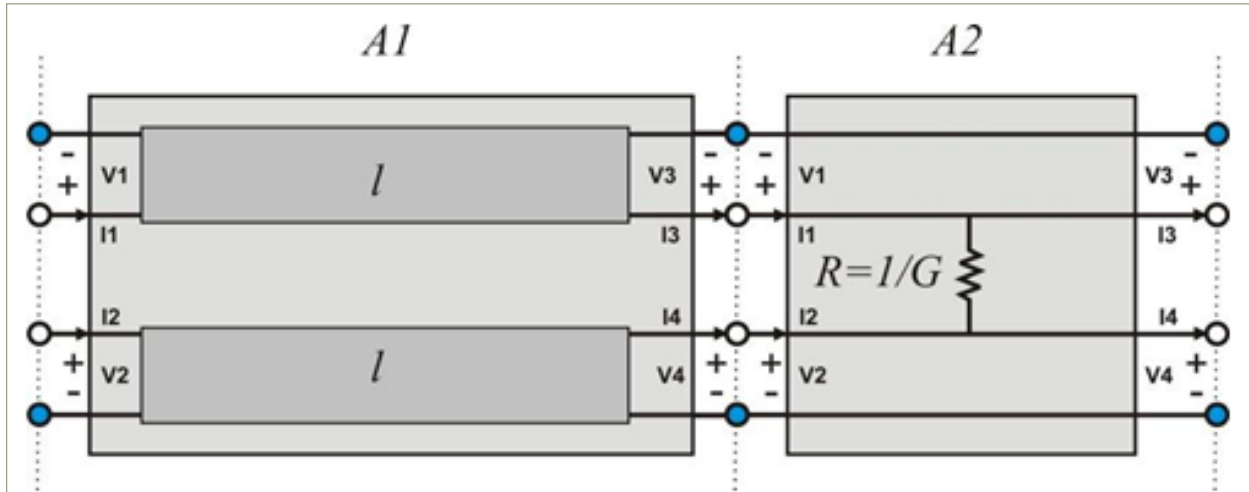 A1 A2
- - - -
V1 l V3 V1 V3
+ + + +
I1 I3 I1 I3
R=1/G
I2 I4 I2 I4
+ + + +
V2 l V4 V2 V4
- - - -